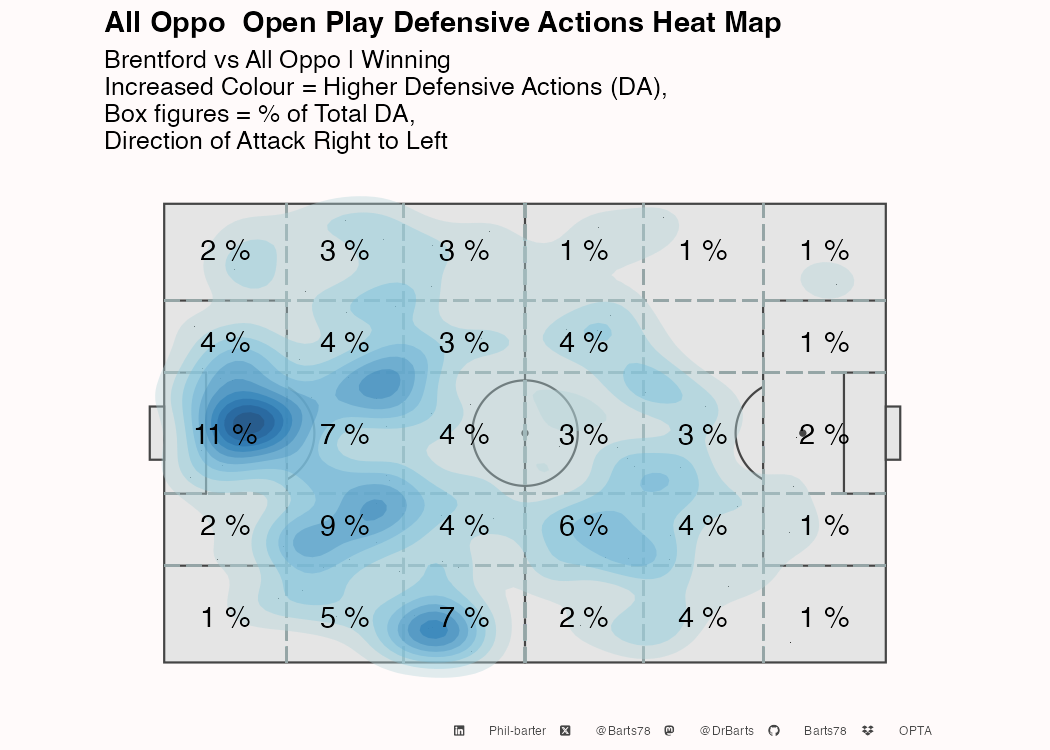 All Oppo  Open Play Defensive Actions Heat Map
Brentford vs All Oppo | Winning
Increased Colour = Higher Defensive Actions (DA),
Box figures = % of Total DA,
Direction of Attack Right to Left
2 % 3 % 3 % 1 % 1 % 1 %
4 % 4 % 3 % 4 % 1 %
11 % 7 % 4 % 3 % 3 % 2 %
2 % 9 % 4 % 6 % 4 % 1 %
1 % 5 % 7 % 2 % 4 % 1 %
Phil-barter @Barts78 @DrBarts Barts78 OPTA